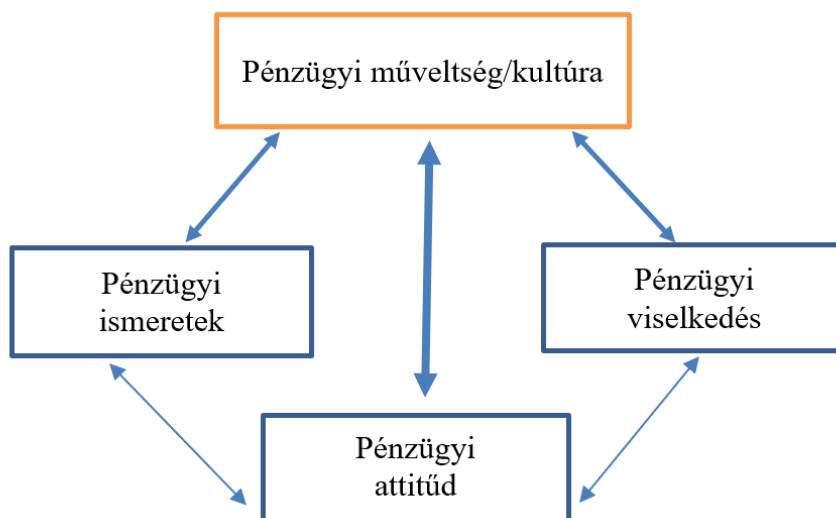 Pénzügyi műveltség/kultúra
Pénzügyi
ismeretek
Pénzügyi
viselkedés
Pénzügyi
attitűd